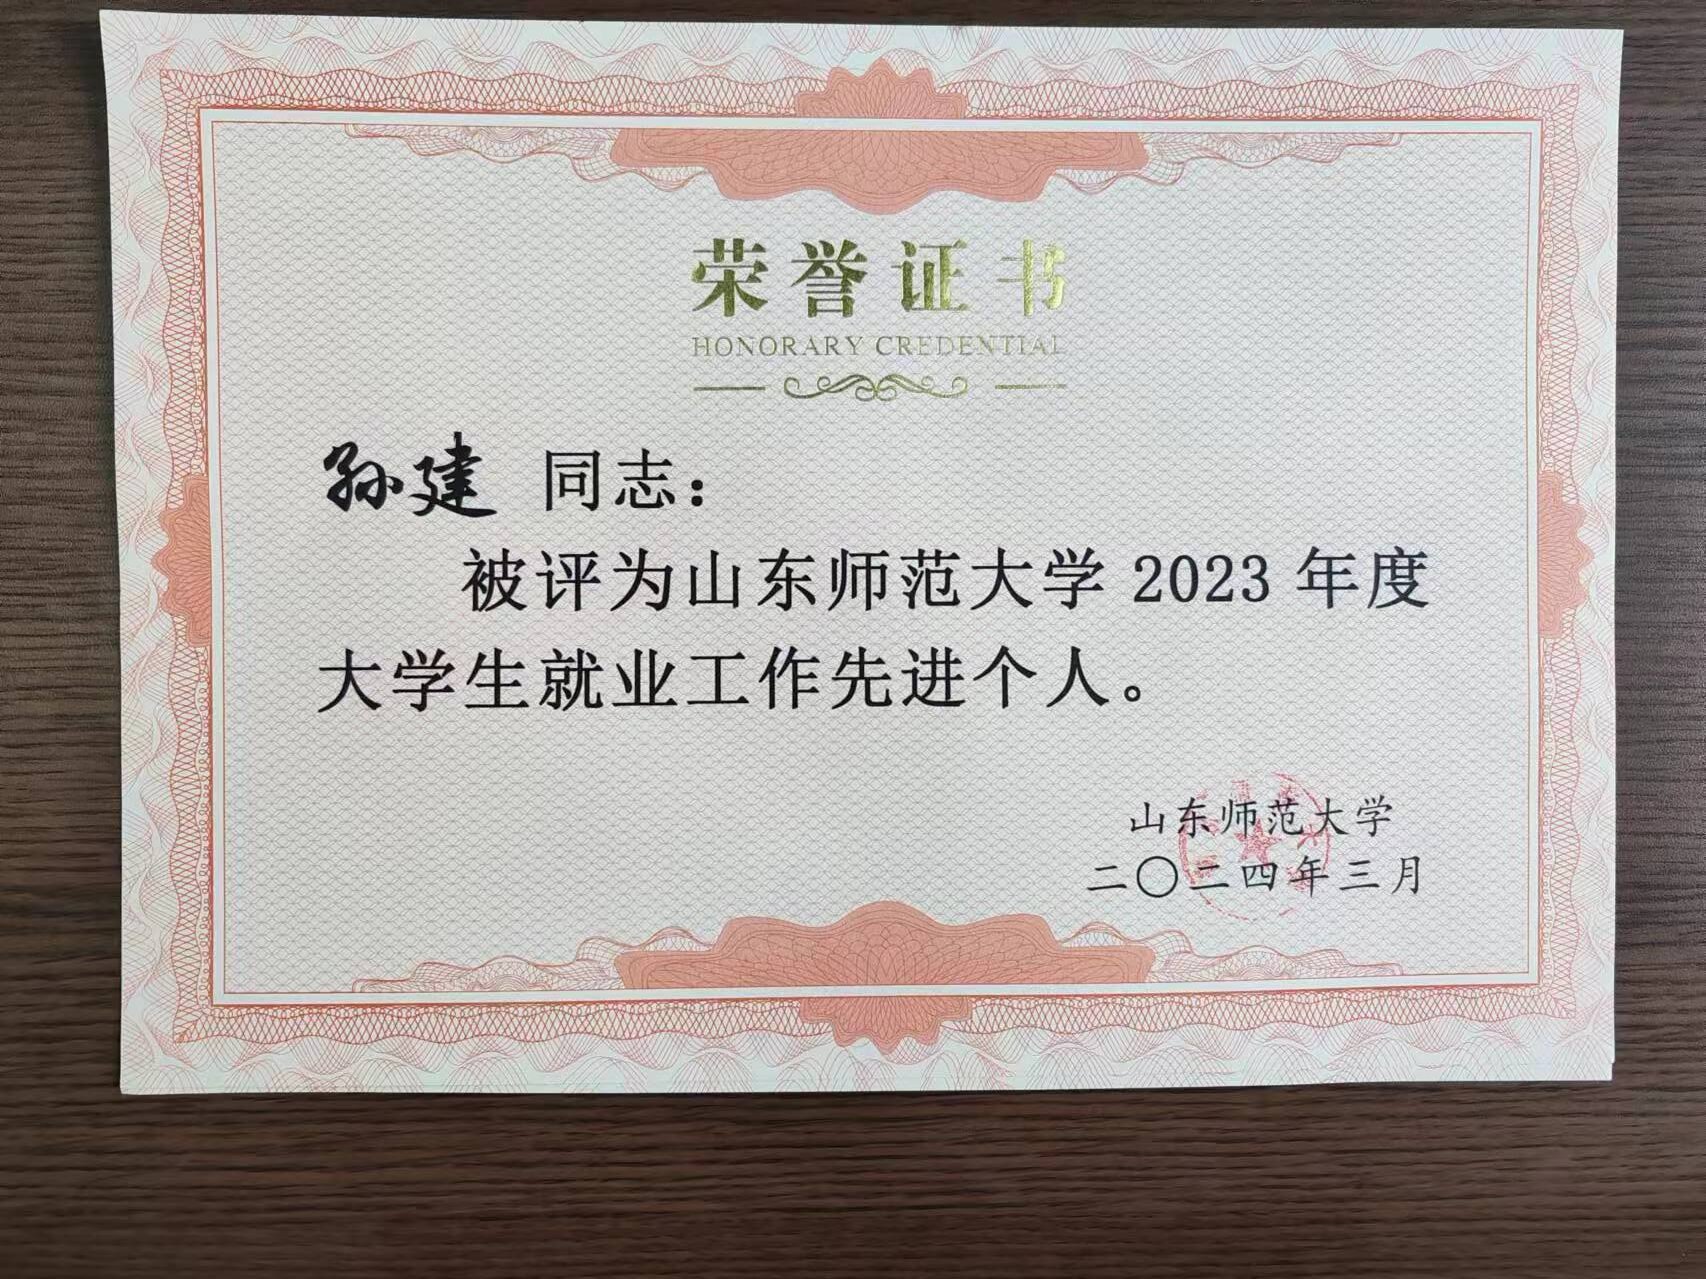 荣誉证书
HONORARY CREDENTIAL
孙建 同志：
被评为山东师范大学 2023 年度
大学生就业工作先进个人。
山东师范大学
二〇二四年三月